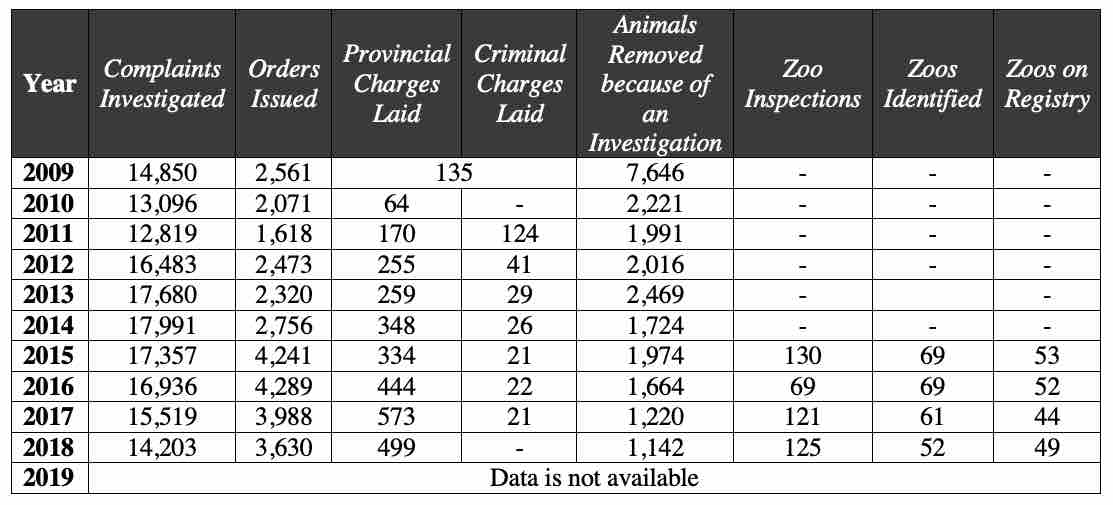 Year Complaints Investigated Orders Issued Provincial Charges Laid Criminal Charges Laid Animals Removed because of an Investigation Zoo Inspections Zoos Identified Zoos on Registry
2009 14,850 2,561 135 7,646 - - -
2010 13,096 2,071 64 - 2,221 - - -
2011 12,819 1,618 170 124 1,991 - - -
2012 16,483 2,473 255 41 2,016 - - -
2013 17,680 2,320 259 29 2,469 - -
2014 17,991 2,756 348 26 1,724 - - -
2015 17,357 4,241 334 21 1,974 130 69 53
2016 16,936 4,289 444 22 1,664 69 69 52
2017 15,519 3,988 573 21 1,220 121 61 44
2018 14,203 3,630 499 - 1,142 125 52 49
2019 Data is not available